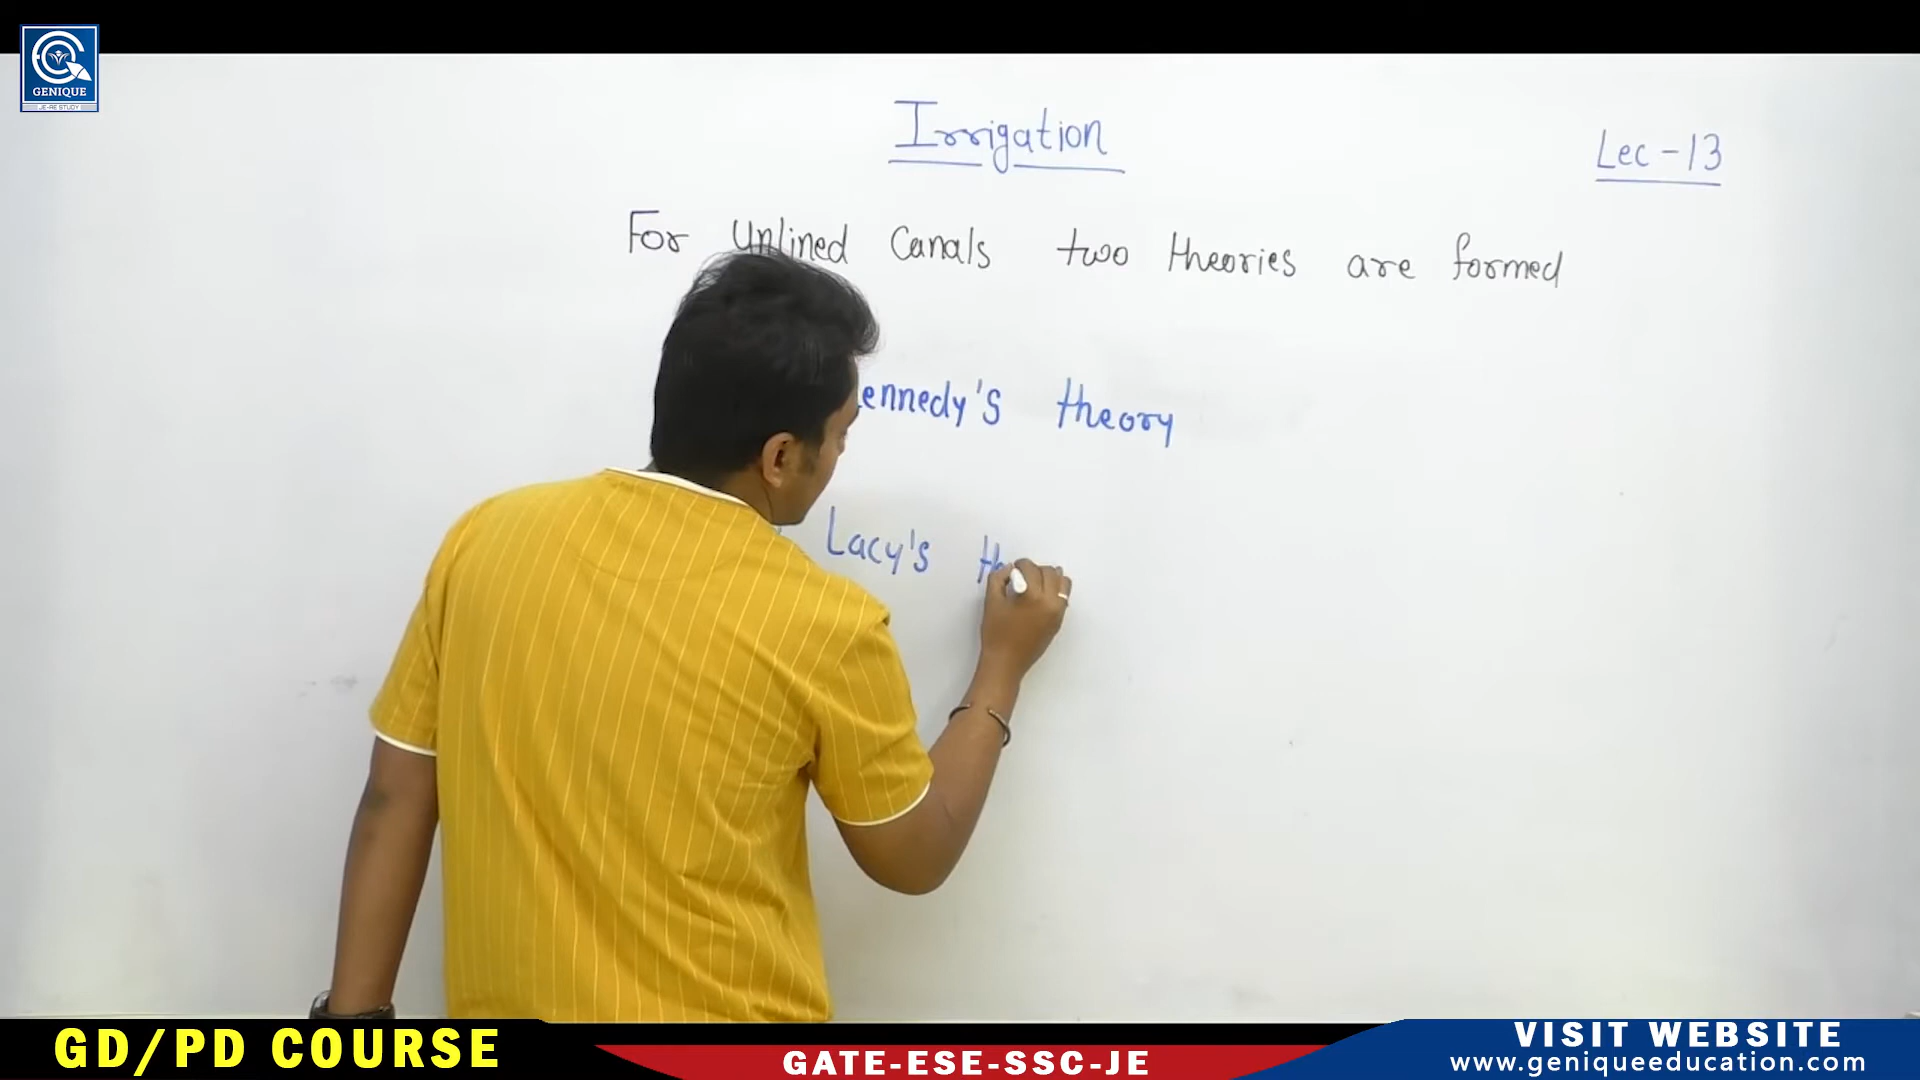 GENIQUE
JE-AE STUDY
Irrigation
Lec-13
For Unlined Canals two theories are formed
ennedy's theory
Lacy's th
GD/PD COURSE
GATE-ESE-SSC-JE
VISIT WEBSITE
www.geniqueeducation.com